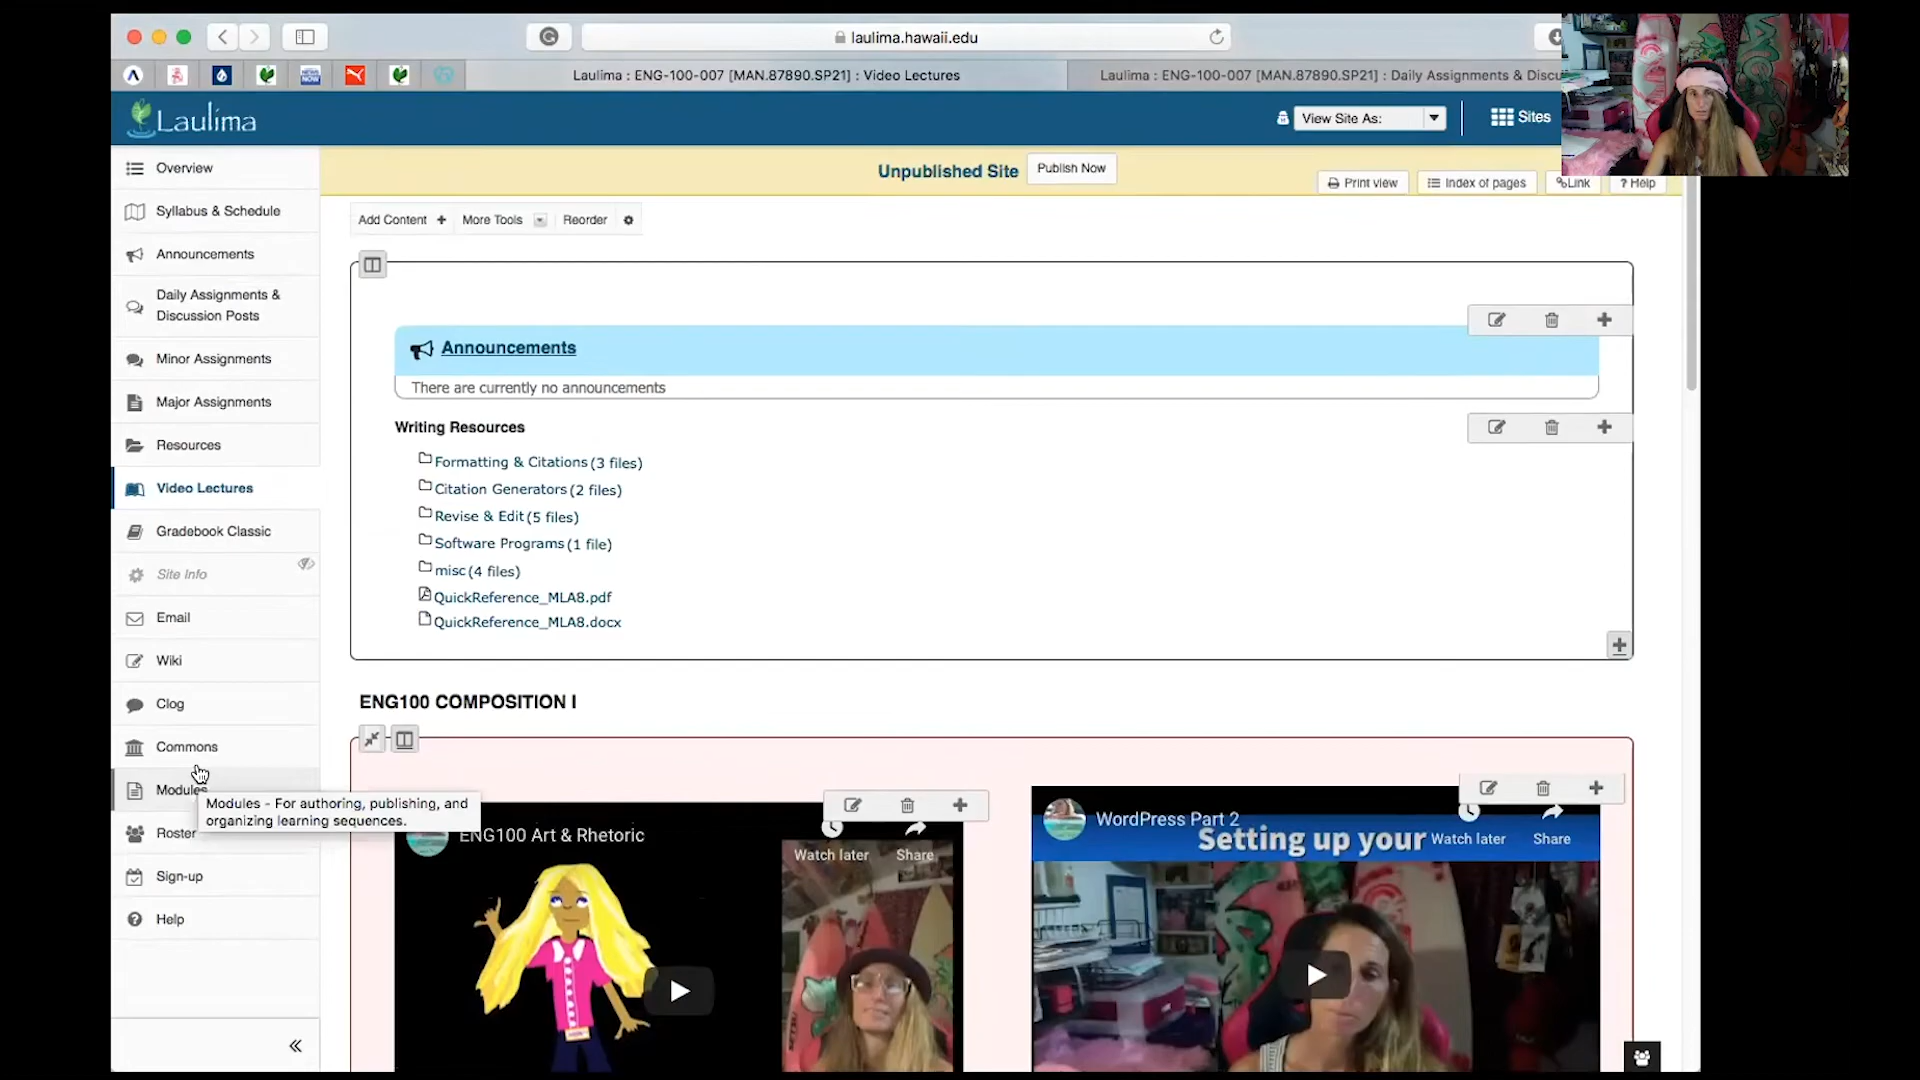 laulima.hawaii.edu
Laulima : ENG-100-007 [MAN.87890.SP21] : Video Lectures
Laulima : ENG-100-007 [MAN.87890.SP21] : Daily Assignments & Discu
Laulima
View Site As:
Sites
Overview
Syllabus & Schedule
Announcements
Daily Assignments &
Discussion Posts
Minor Assignments
Major Assignments
Resources
Video Lectures
Gradebook Classic
Site Info
Email
Wiki
Clog
Commons
Modules
Modules - For authoring, publishing, and
organizing learning sequences.
Roster
Sign-up
Help
Unpublished Site
Publish Now
Print view
Index of pages
Link
? Help
Add Content
More Tools
Reorder
Announcements
There are currently no announcements
Writing Resources
Formatting & Citations (3 files)
Citation Generators (2 files)
Revise & Edit (5 files)
Software Programs (1 file)
misc (4 files)
QuickReference_MLA8.pdf
QuickReference_MLA8.docx
ENG100 COMPOSITION I
ENG100 Art & Rhetoric
Watch later
Share
WordPress Part 2
Setting up your
Watch later
Share